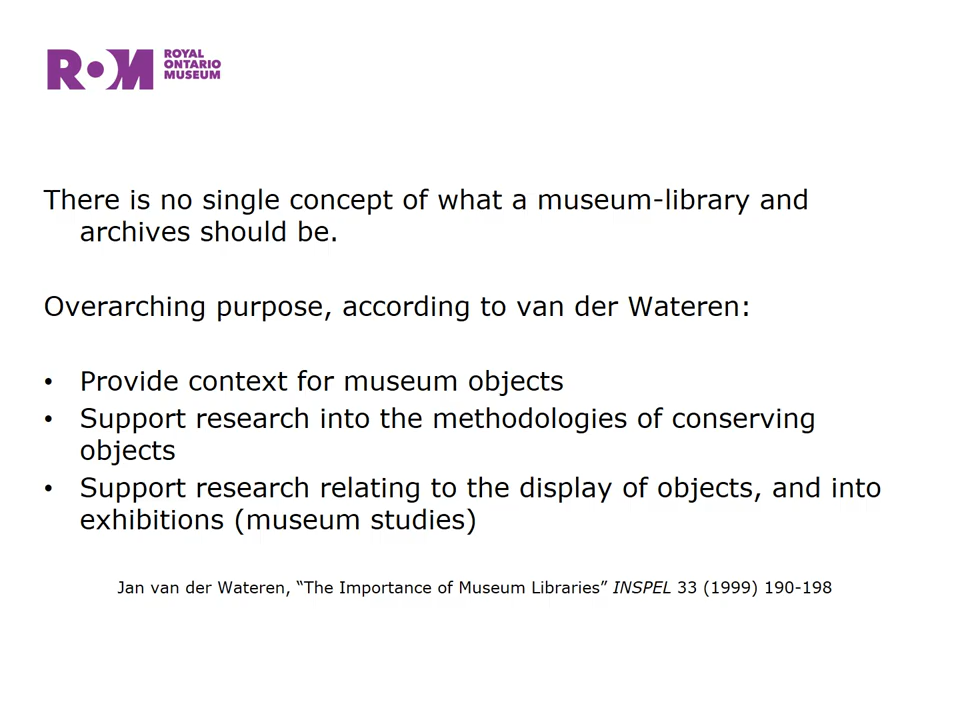 ROM
ROYAL
ONTARIO
MUSEUM
There is no single concept of what a museum-library and
archives should be.
Overarching purpose, according to van der Wateren:
• Provide context for museum objects
• Support research into the methodologies of conserving
objects
• Support research relating to the display of objects, and into
exhibitions (museum studies)
Jan van der Wateren, “The Importance of Museum Libraries” INSPEL 33 (1999) 190-198